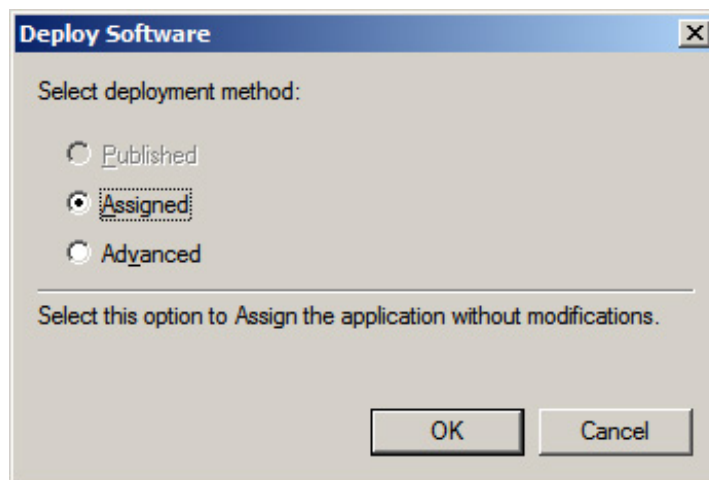 Deploy Software
Select deployment method:
Published
Assigned
Advanced
Select this option to Assign the application without modifications.
OK
Cancel